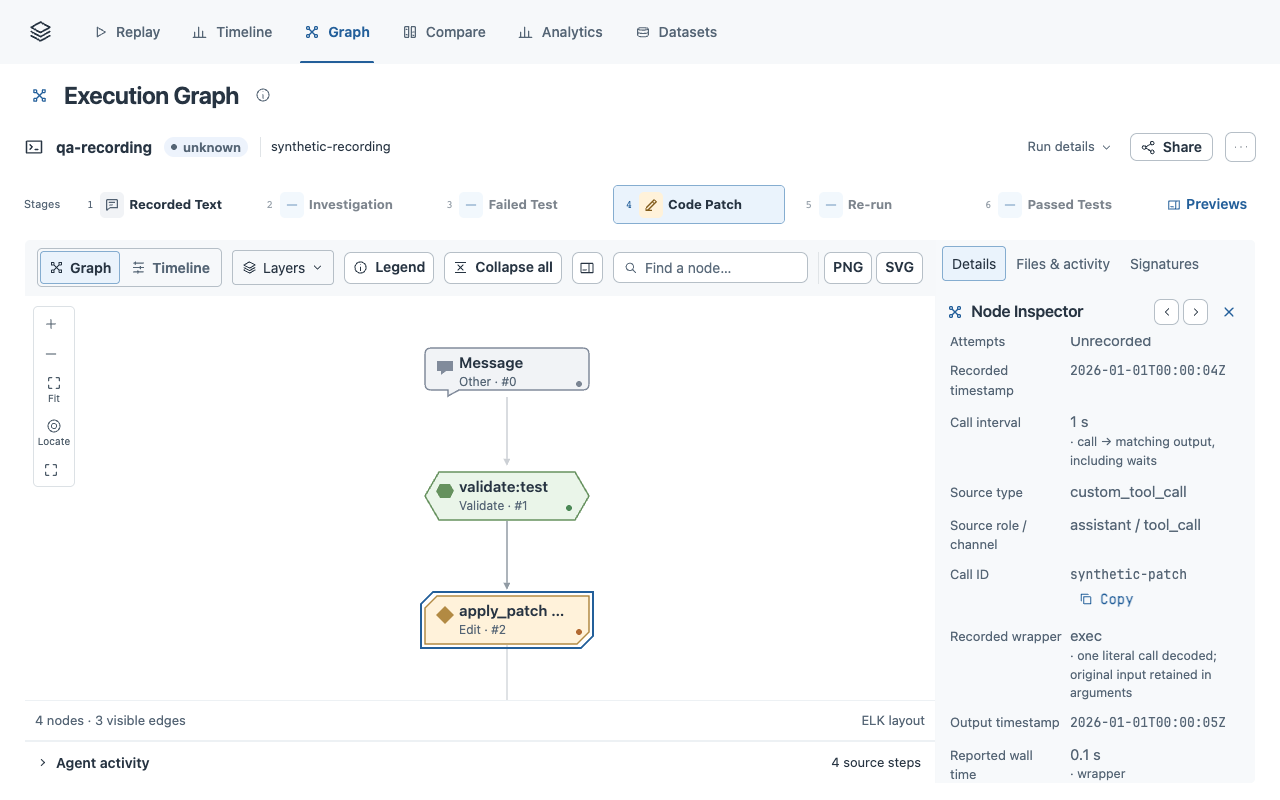 Replay Timeline Graph Compare Analytics Datasets
Execution Graph
qa-recording unknown synthetic-recording Run details Share
Stages 1 Recorded Text 2 Investigation 3 Failed Test 4 Code Patch 5 Re-run 6 Passed Tests Previews
Graph Timeline Layers Legend Collapse all Find a node... PNG SVG
Details Files & activity Signatures
Node Inspector
+
−
Fit
Locate
Message
Other · #0
validate:test
Validate · #1
apply_patch ...
Edit · #2
4 nodes · 3 visible edges ELK layout
Agent activity 4 source steps
Attempts Unrecorded
Recorded timestamp 2026-01-01T00:00:04Z
Call interval 1 s
· call → matching output,
including waits
Source type custom_tool_call
Source role / channel assistant / tool_call
Call ID synthetic-patch
Copy
Recorded wrapper exec
· one literal call decoded;
original input retained in
arguments
Output timestamp 2026-01-01T00:00:05Z
Reported wall time 0.1 s
· wrapper